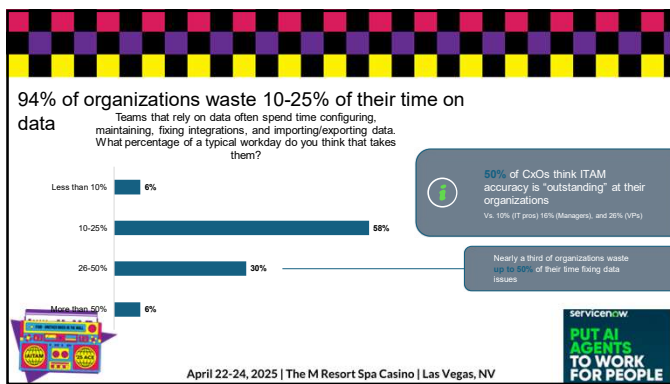 94% of organizations waste 10-25% of their time on
data
Teams that rely on data often spend time configuring,
maintaining, fixing integrations, and importing/exporting data.
What percentage of a typical workday do you think that takes
them?
Less than 10%
6%
10-25%
58%
26-50%
30%
More than 50%
6%
50% of CxOs think ITAM
accuracy is “outstanding” at their
organizations
Vs. 10% (IT pros) 16% (Managers), and 26% (VPs)
Nearly a third of organizations waste
up to 50% of their time fixing data
issues
IAITAM
'25 ACE
April 22-24, 2025 | The M Resort Spa Casino | Las Vegas, NV
servicenow
PUT AI
AGENTS
TO WORK
FOR PEOPLE